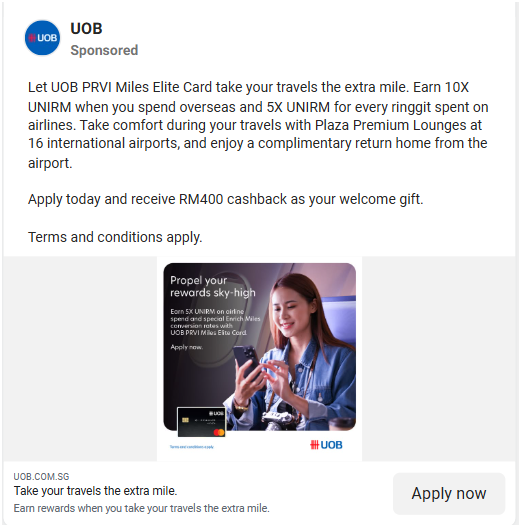 UOB
UOB
Sponsored
Let UOB PRVI Miles Elite Card take your travels the extra mile. Earn 10X
UNIRM when you spend overseas and 5X UNIRM for every ringgit spent on
airlines. Take comfort during your travels with Plaza Premium Lounges at
16 international airports, and enjoy a complimentary return home from the
airport.
Apply today and receive RM400 cashback as your welcome gift.
Terms and conditions apply.
Propel your
rewards sky-high
Earn 5X UNIRM on airline
spend and special Enrich Miles
conversion rates with
UOB PRVI Miles Elite Card.
Apply now.
UOB
Terms and conditions apply.
UOB
UOB.COM.SG
Take your travels the extra mile.
Earn rewards when you take your travels the extra mile.
Apply now